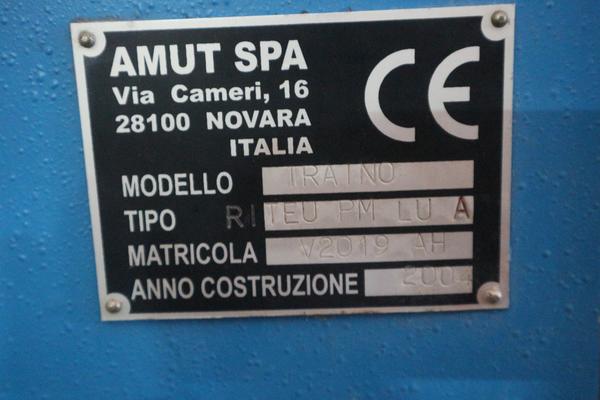 AMUT SPA
Via Cameri, 16
28100 NOVARA
ITALIA
CE
MODELLO TRAINO
TIPO RITEU PM LU A
MATRICOLA V2019 AH
ANNO COSTRUZIONE 2004